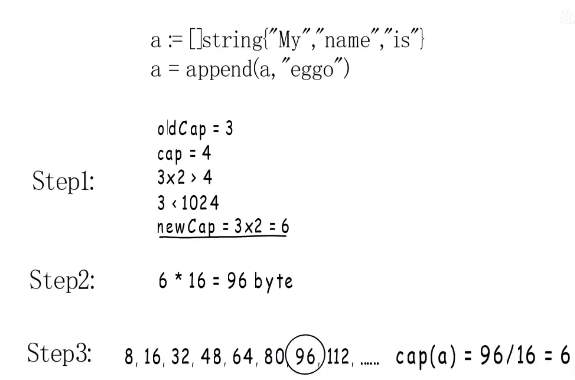 a := []string{"My","name","is"}
a = append(a, "eggo")
oldCap = 3
cap = 4
Step1: 3x2 > 4
3 < 1024
newCap = 3x2 = 6
Step2: 6 * 16 = 96 byte
Step3: 8, 16, 32, 48, 64, 80, 96, 112, ...... cap(a) = 96/16 = 6